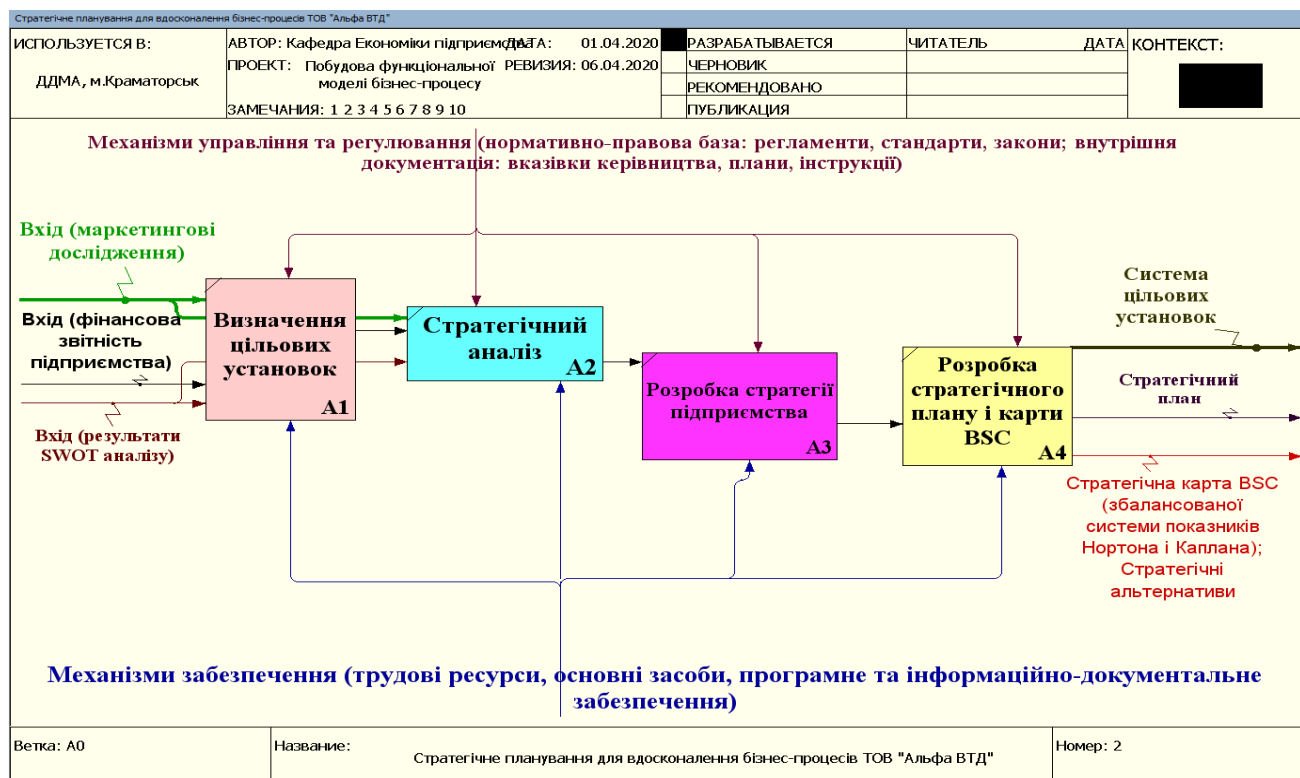 Стратегічне планування для вдосконалення бізнес-процесів ТОВ "Альфа ВТД"
ИСПОЛЬЗУЕТСЯ В:
ДДМА, м.Краматорськ
АВТОР: Кафедра Економіки підприємства
ДАТА: 01.04.2020
ПРОЕКТ: Побудова функціональної
моделі бізнес-процесу
РЕВИЗИЯ: 06.04.2020
ЗАМЕЧАНИЯ: 1 2 3 4 5 6 7 8 9 10
РАЗРАБАТЫВАЕТСЯ
ЧЕРНОВИК
РЕКОМЕНДОВАНО
ПУБЛИКАЦИЯ
ЧИТАТЕЛЬ
ДАТА
КОНТЕКСТ:
Механізми управління та регулювання (нормативно-правова база: регламенти, стандарти, закони; внутрішня
документація: вказівки керівництва, плани, інструкції)
Вхід (маркетингові
дослідження)
Вхід (фінансова
звітність
підприємства)
Вхід (результати
SWOT аналізу)
Визначення
цільових
установок
A1
Стратегічний
аналіз
A2
Розробка стратегії
підприємства
A3
Розробка
стратегічного
плану і карти
BSC
A4
Система
цільових
установок
Стратегічний
план
Стратегічна карта BSC
(збалансованої
системи показників
Нортона і Каплана);
Стратегічні
альтернативи
Механізми забезпечення (трудові ресурси, основні засоби, програмне та інформаційно-документальне
забезпечення)
Ветка: A0
Название:
Стратегічне планування для вдосконалення бізнес-процесів ТОВ "Альфа ВТД"
Номер: 2